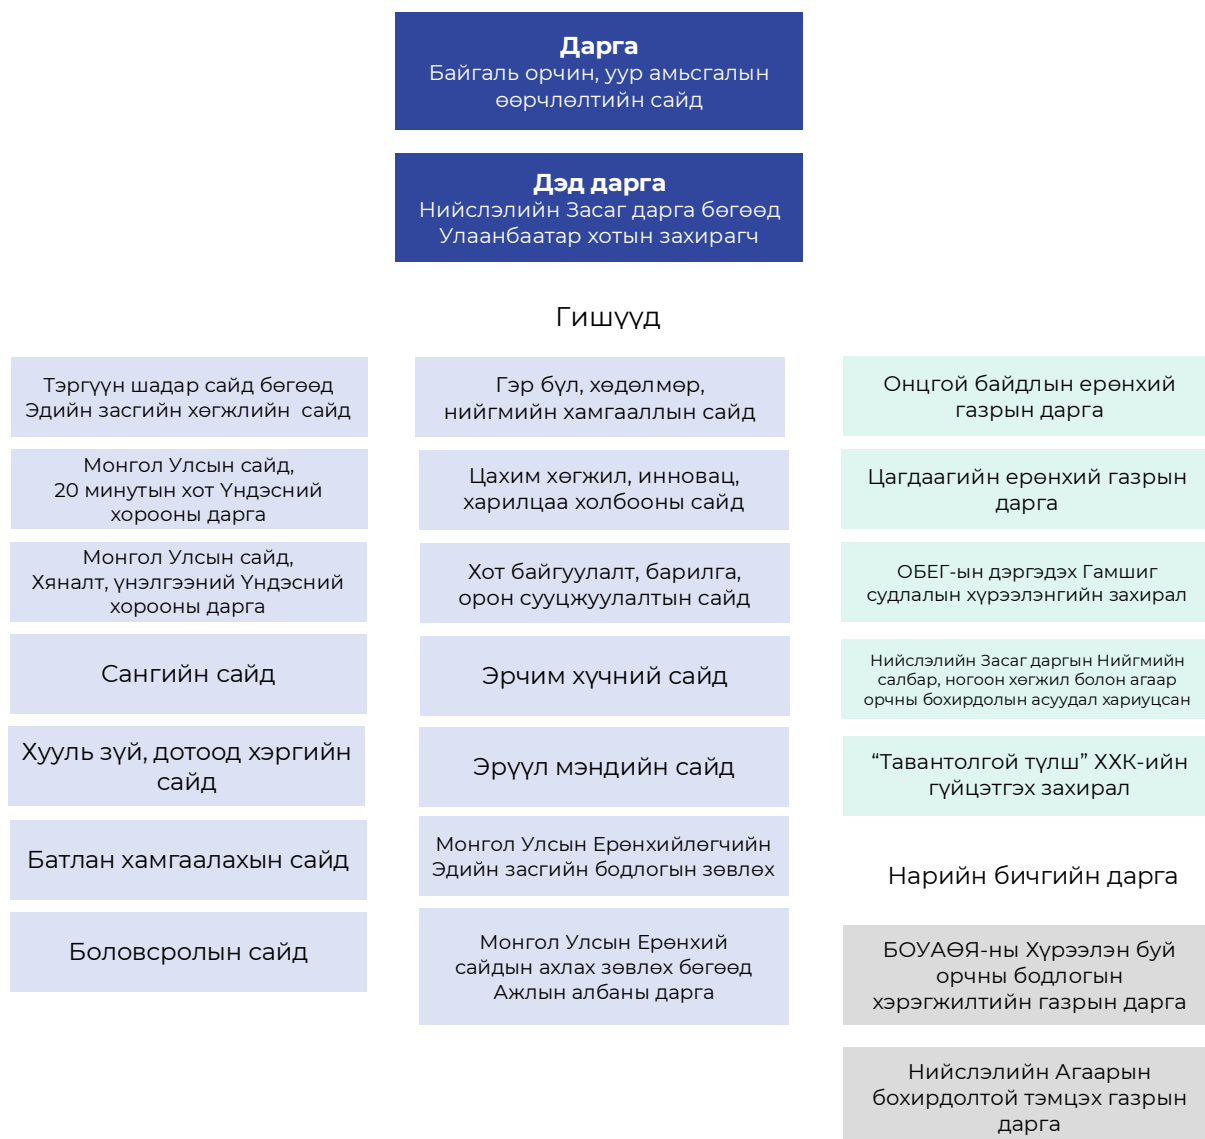 Дарга
Байгаль орчин, уур амьсгалын
өөрчлөлтийн сайд
Дэд дарга
Нийслэлийн Засаг дарга бөгөөд
Улаанбаатар хотын захирагч
Гишүүд
Тэргүүн шадар сайд бөгөөд
Эдийн засгийн хөгжлийн сайд
Монгол Улсын сайд,
20 минутын хот Үндэсний
хорооны дарга
Монгол Улсын сайд,
Хяналт, үнэлгээний Үндэсний
хорооны дарга
Сангийн сайд
Хууль зүй, дотоод хэргийн
сайд
Батлан хамгаалахын сайд
Боловсролын сайд
Гэр бүл, хөдөлмөр,
нийгмийн хамгааллын сайд
Цахим хөгжил, инновац,
харилцаа холбооны сайд
Хот байгуулалт, барилга,
орон сууцжуулалтын сайд
Эрчим хүчний сайд
Эрүүл мэндийн сайд
Монгол Улсын Ерөнхийлөгчийн
Эдийн засгийн бодлогын зөвлөх
Монгол Улсын Ерөнхий
сайдын ахлах зөвлөх бөгөөд
Ажлын албаны дарга
Онцгой байдлын ерөнхий
газрын дарга
Цагдаагийн ерөнхий газрын
дарга
ОБЕГ-ын дэргэдэх Гамшиг
судлалын хүрээлэнгийн захирал
Нийслэлийн Засаг даргын Нийгмийн
салбар, ногоон хөгжил болон агаар
орчны бохирдолын асуудал хариуцсан
“Тавантолгой түлш” ХХК-ийн
гүйцэтгэх захирал
Нарийн бичгийн дарга
БОУАӨЯ-ны Хүрээлэн буй
орчны бодлогын
хэрэгжилтийн газрын дарга
Нийслэлийн Агаарын
бохирдолтой тэмцэх газрын
дарга